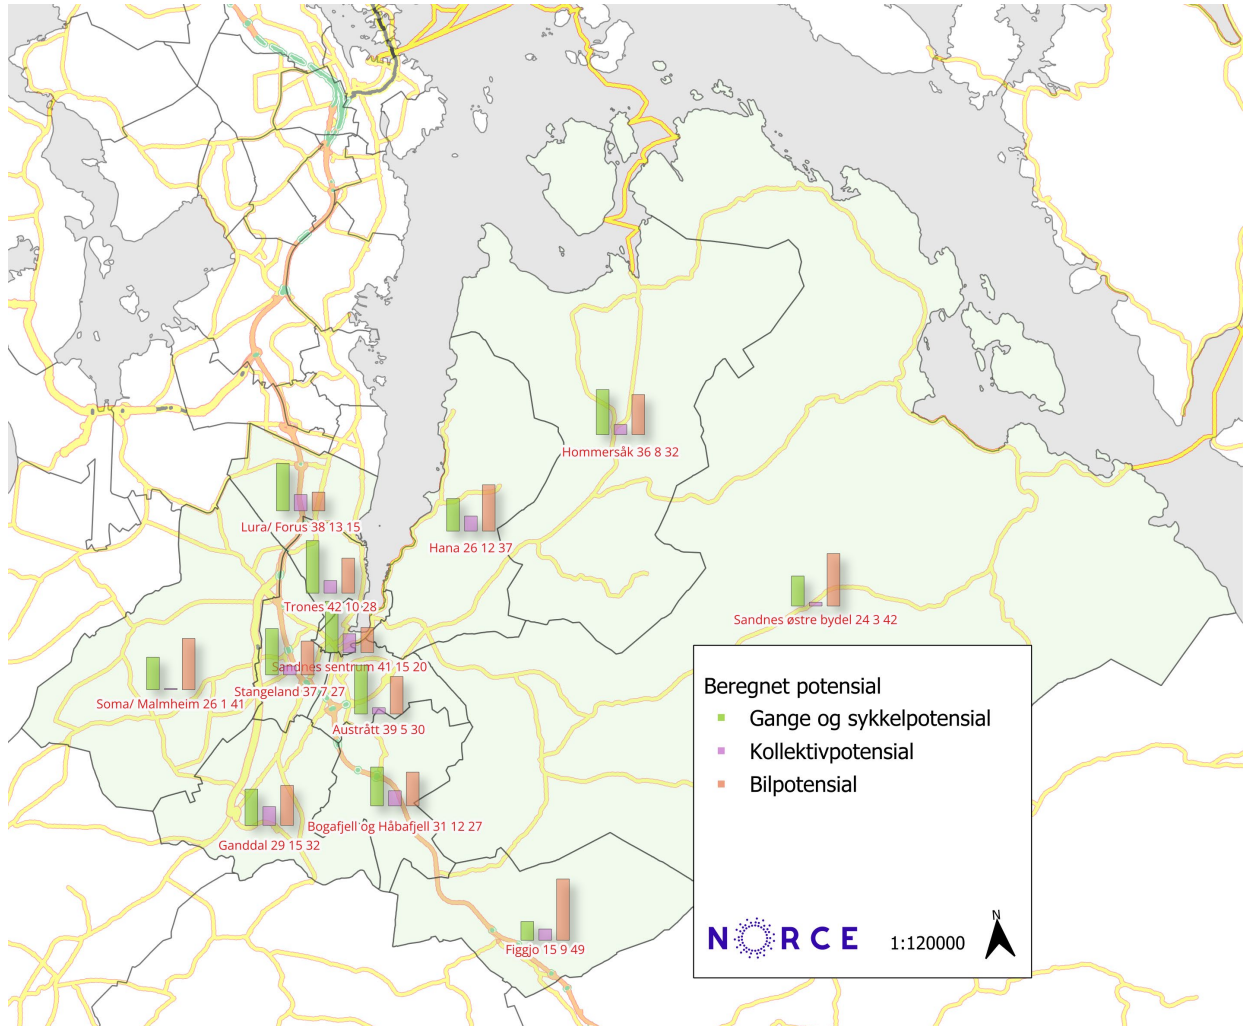 Hommersåk 36 8 32
Lura/ Forus 38 13 15
Hana 26 12 37
Trones 42 10 28
Sandnes østre bydel 24 3 42
Sandnes sentrum 41 15 20
Stangeland 37 7 27
Soma/ Malmheim 26 1 41
Austrått 39 5 30
Bogafjell og Håbafjell 31 12 27
Ganddal 29 15 32
Figgjo 15 9 49
Beregnet potensial
Gange og sykkelpotensial
Kollektivpotensial
Bilpotensial
NORCE
1:120000
N